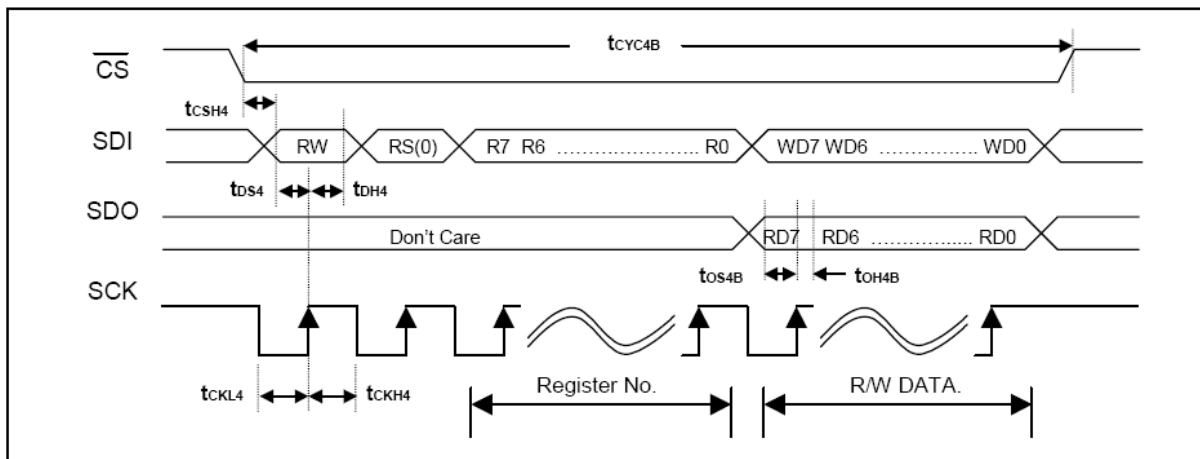 tCYC4B
CS
tCSH4
SDI
RW
RS(0)
R7 R6 ........................ R0
WD7 WD6 ................... WD0
tDS4
tDH4
SDO
Don't Care
RD7
RD6 ................... RD0
tOS4B
tOH4B
SCK
tCKL4
tCKH4
Register No.
R/W DATA.